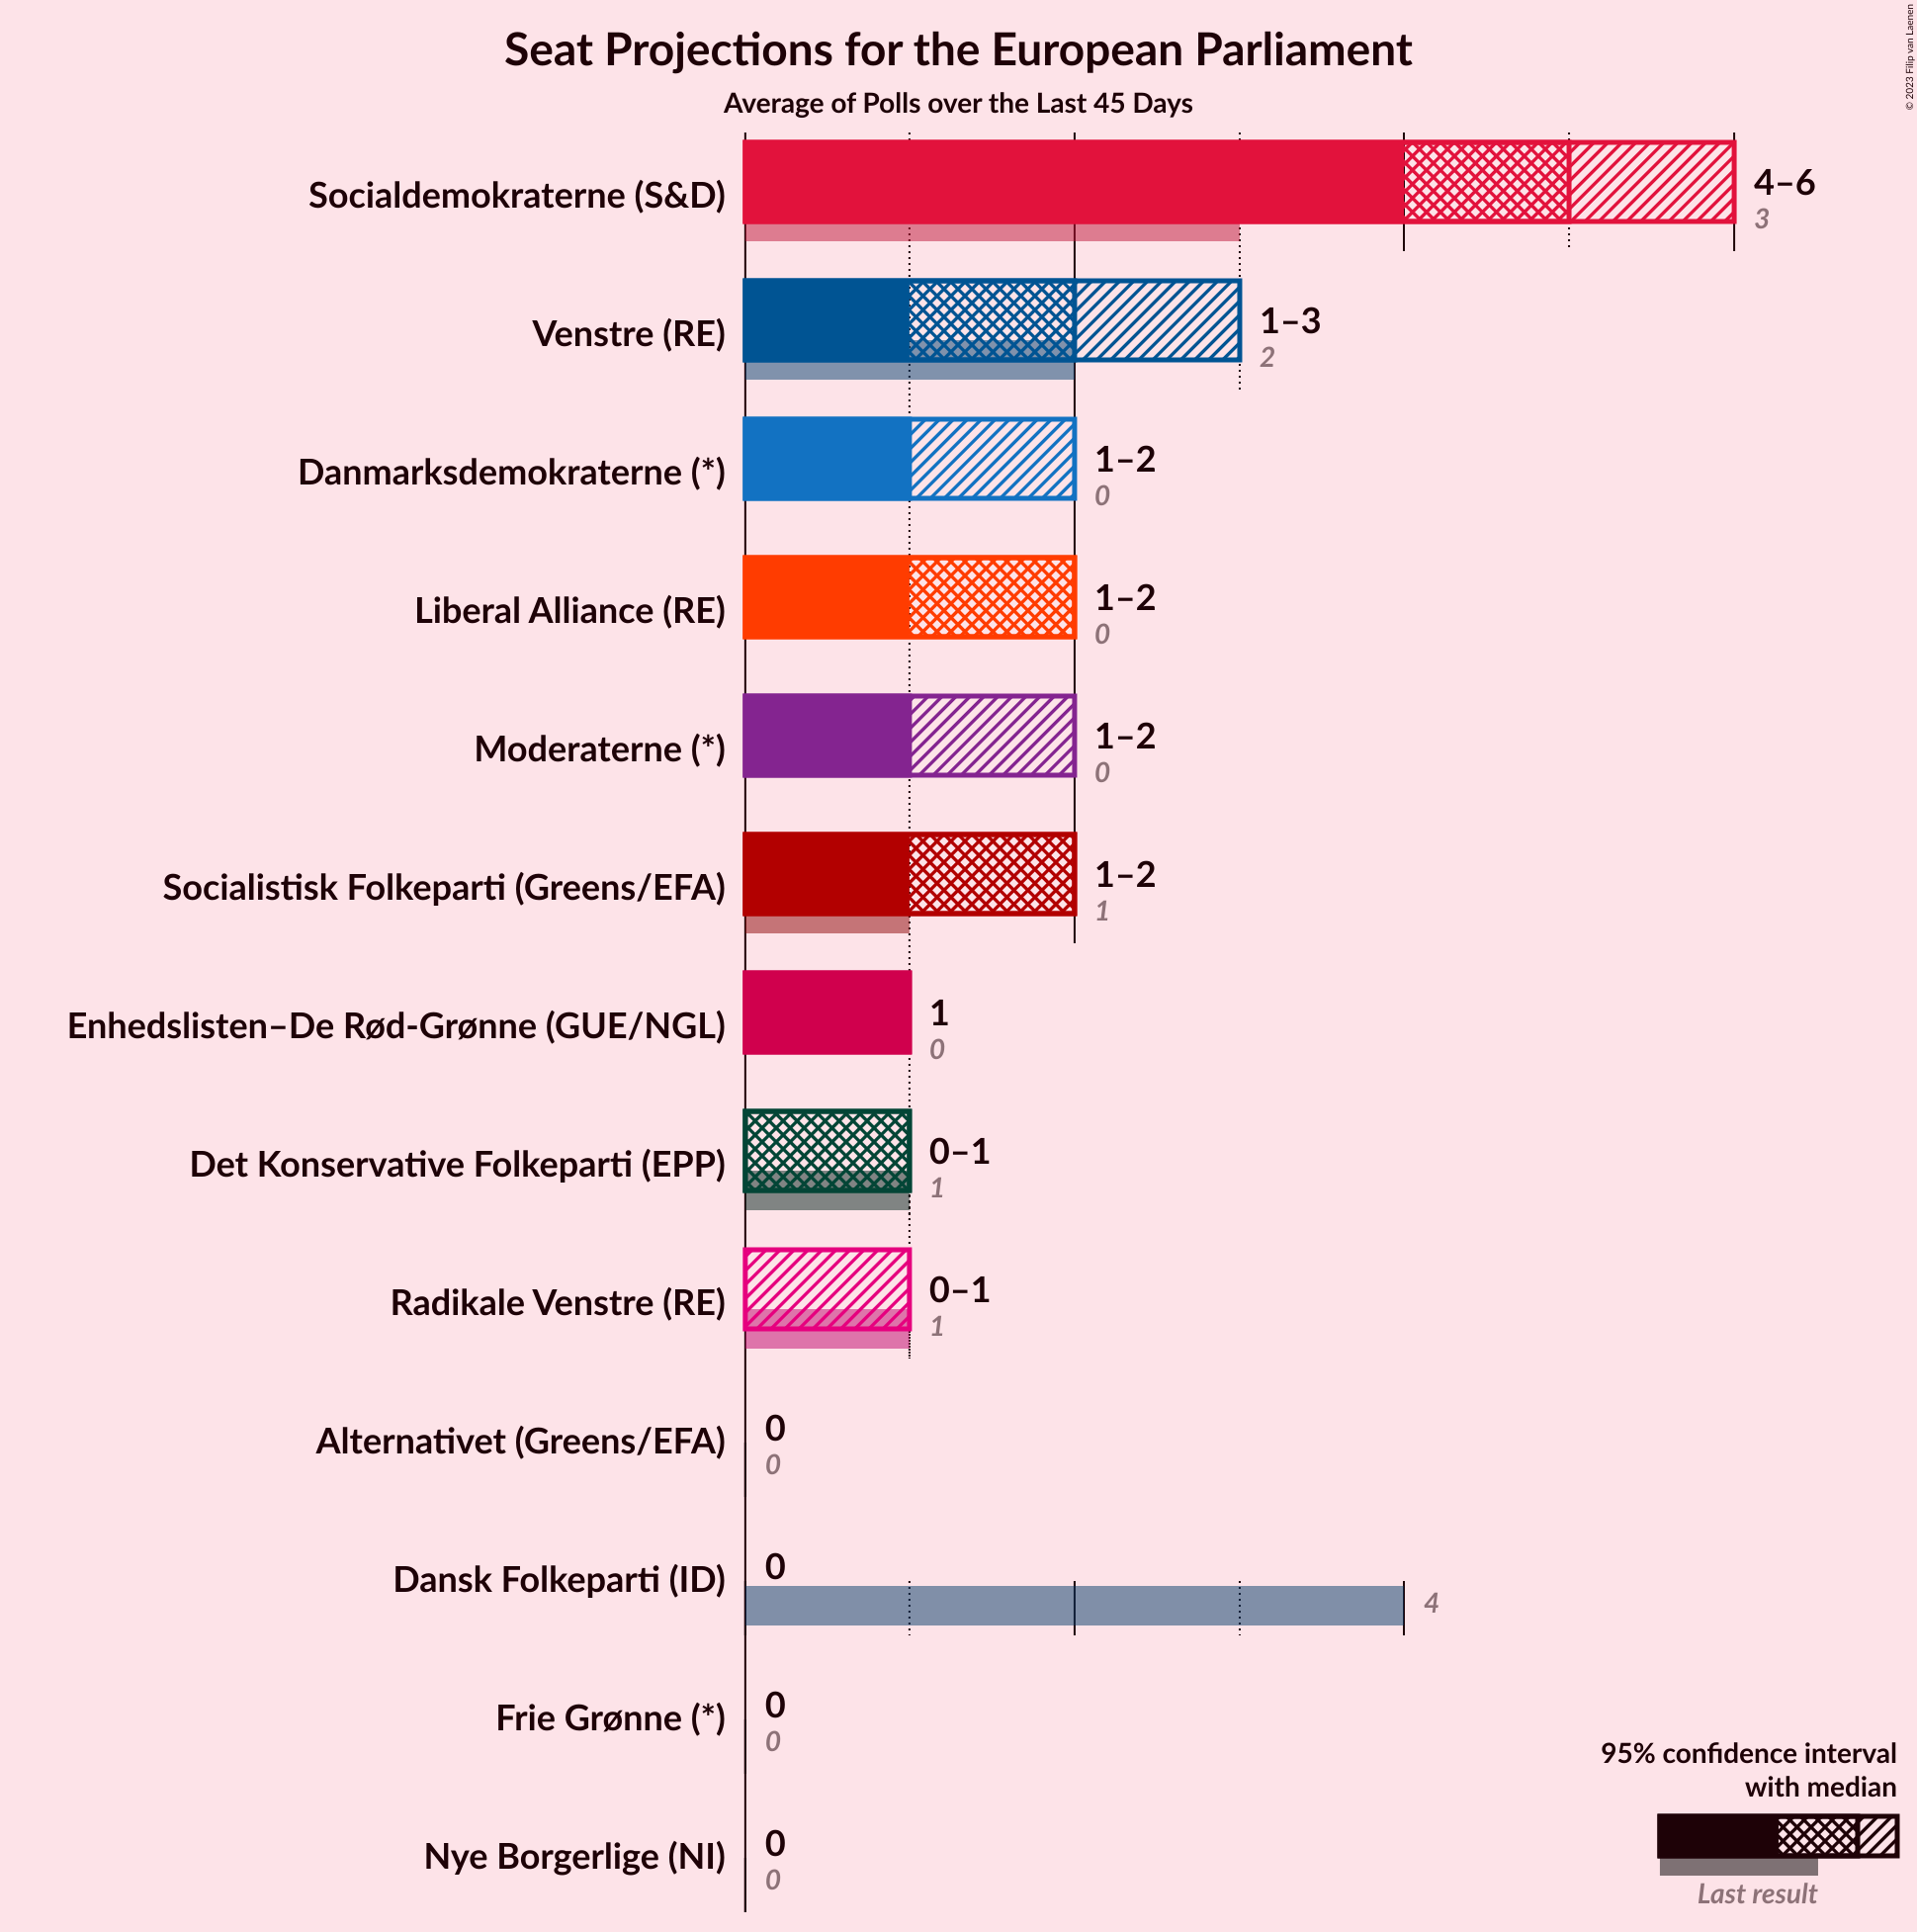 Seat Projections for the European Parliament
Average of Polls over the Last 45 Days
© 2023 Filip van Laenen
Socialdemokraterne (S&D)
4–6
3
Venstre (RE)
1–3
2
Danmarksdemokraterne (*)
1–2
0
Liberal Alliance (RE)
1–2
0
Moderaterne (*)
1–2
0
Socialistisk Folkeparti (Greens/EFA)
1–2
1
Enhedslisten–De Rød-Grønne (GUE/NGL)
1
0
Det Konservative Folkeparti (EPP)
0–1
1
Radikale Venstre (RE)
0–1
1
Alternativet (Greens/EFA)
0
0
Dansk Folkeparti (ID)
0
4
Frie Grønne (*)
0
0
Nye Borgerlige (NI)
0
0
95% confidence interval
with median
Last result